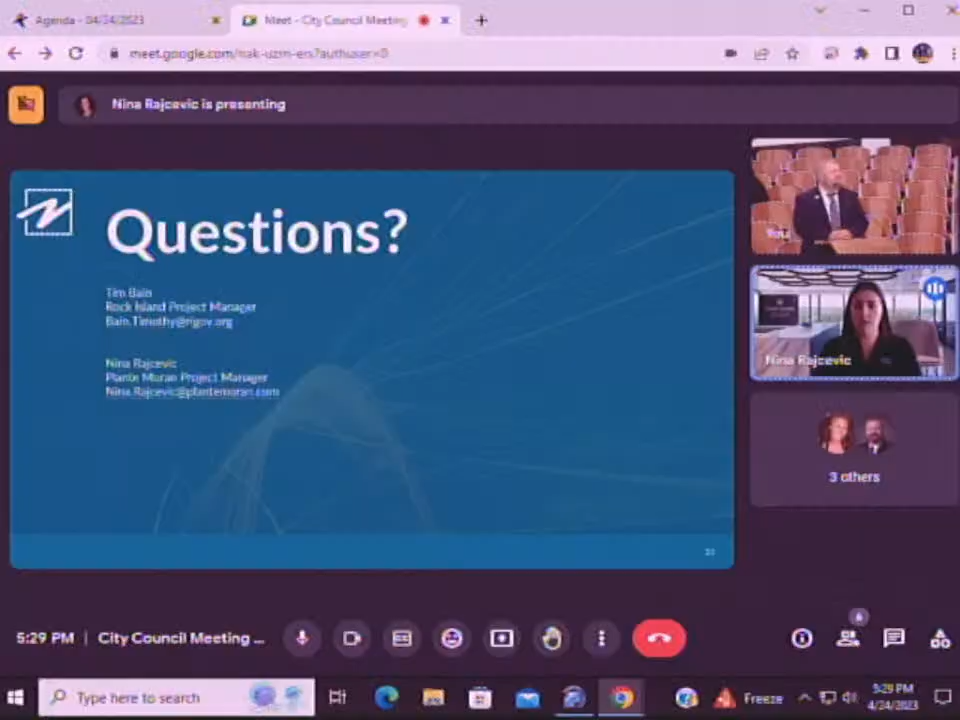 Agenda - 04/24/2023
Meet - City Council Meeting
meet.google.com/
?authuser=0
Nina Rajcevic is presenting
Questions?
Tim Bain
Rock Island Project Manager
Bain.Timothy@rigov.org
Nina Rajcevic
Plante Moran Project Manager
Nina.Rajcevic@plantemoran.com
You
Nina Rajcevic
3 others
5:29 PM | City Council Meeting ...
6
Type here to search
Freeze
5:29 PM
4/24/2023